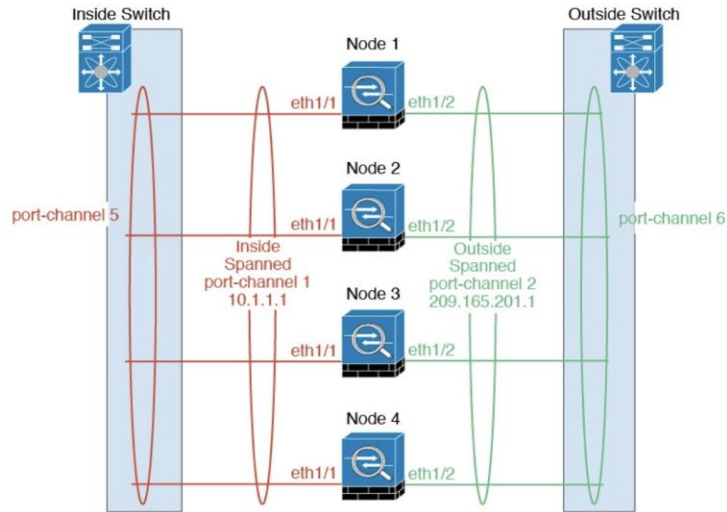 Inside Switch
Outside Switch
Node 1
eth1/1
eth1/2
Node 2
port-channel 5
port-channel 6
eth1/1
eth1/2
Inside
Spanned
port-channel 1
10.1.1.1
Outside
Spanned
port-channel 2
209.165.201.1
Node 3
eth1/1
eth1/2
Node 4
eth1/1
eth1/2